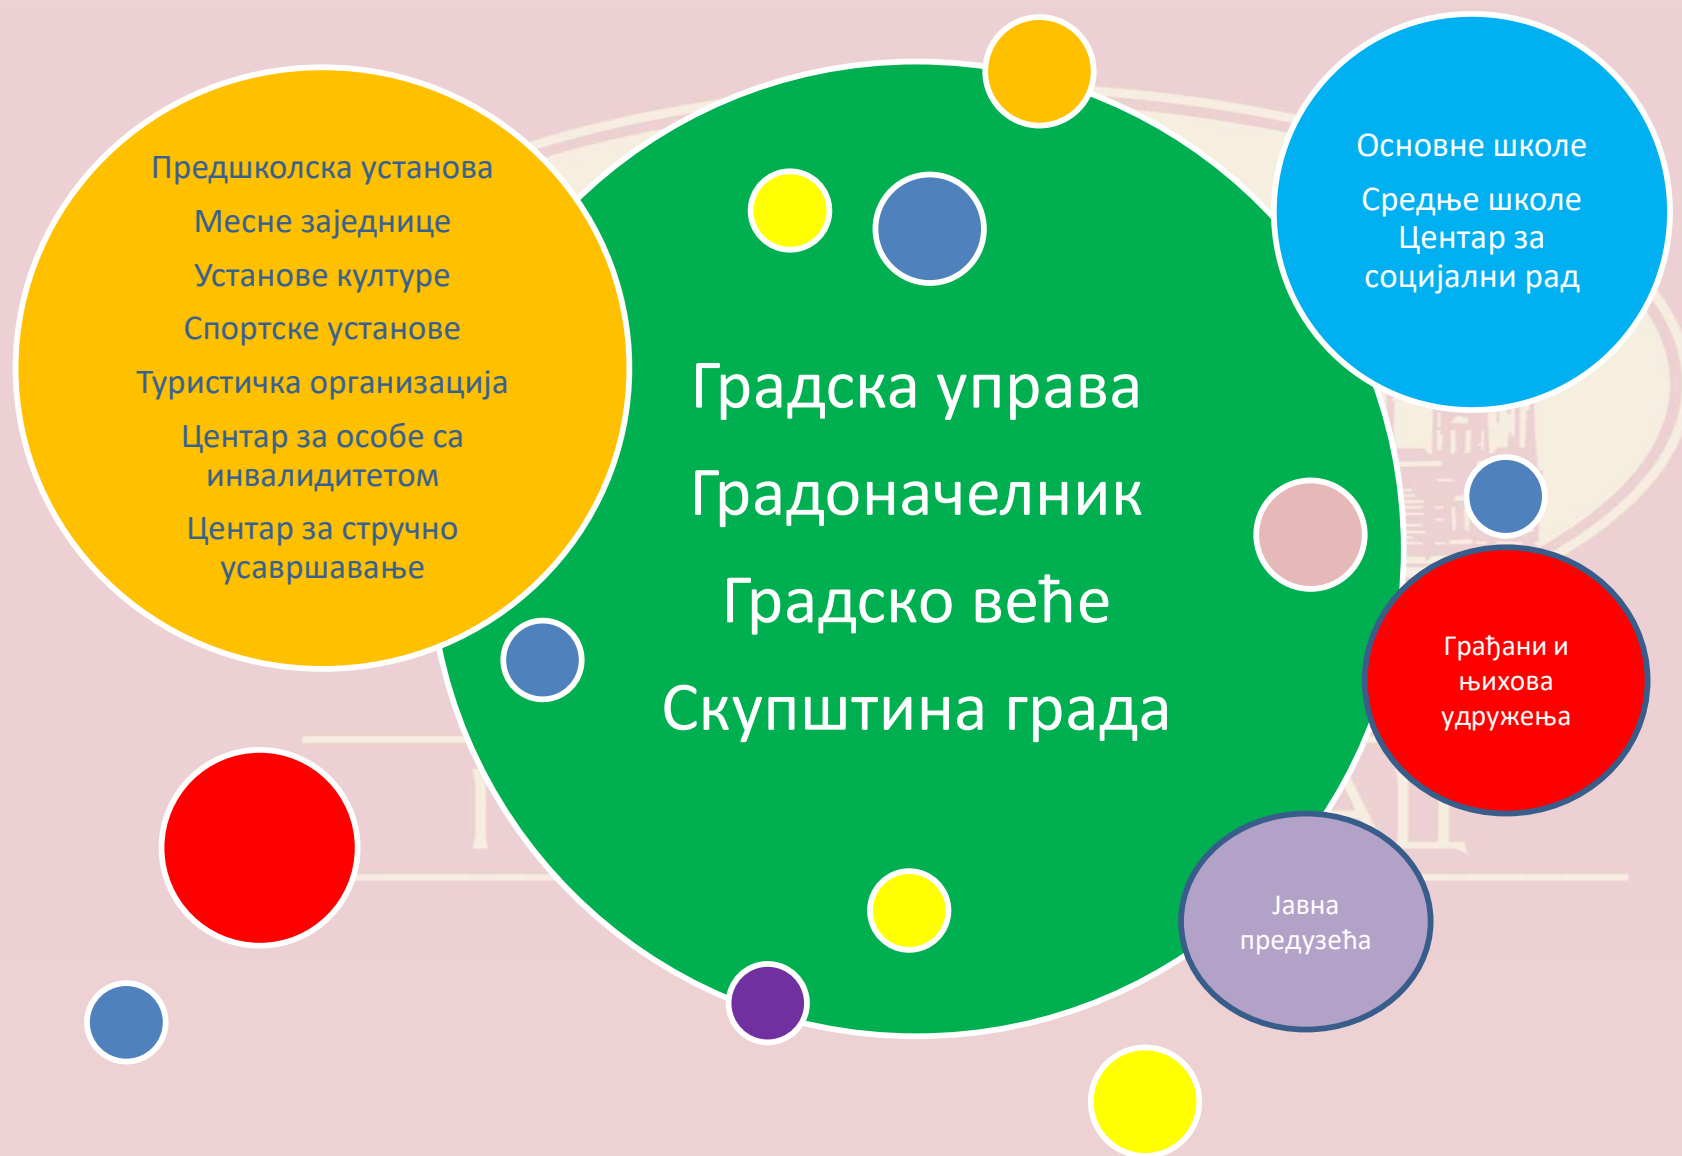 Предшколска установа
Месне заједнице
Установе културе
Спортске установе
Туристичка организација
Центар за особе са
инвалидитетом
Центар за стручно
усавршавање
Градска управа
Градоначелник
Градско веће
Скупштина града
Основне школе
Средње школе
Центар за
социјални рад
Грађани и
њихова
удружења
Јавна
предузећа